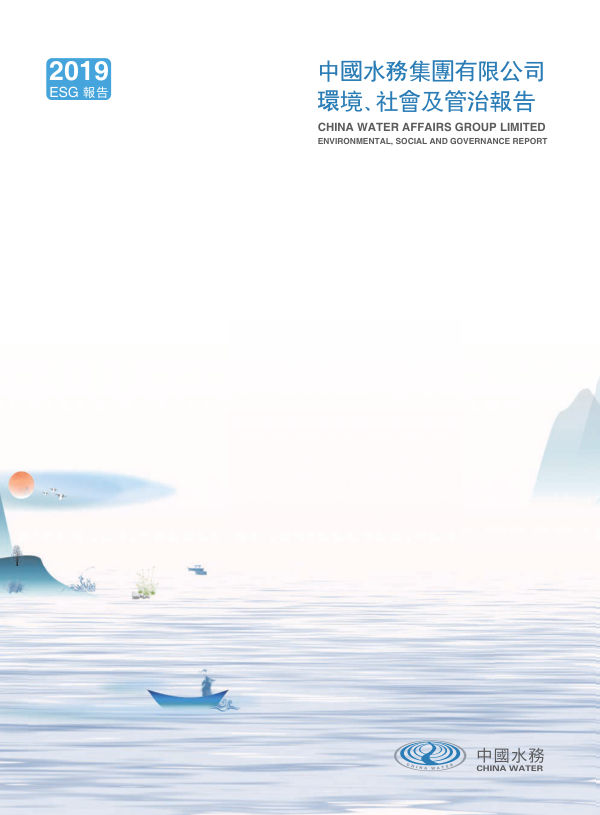 2019
ESG 報告
中國水務集團有限公司
環境、社會及管治報告
CHINA WATER AFFAIRS GROUP LIMITED
ENVIRONMENTAL, SOCIAL AND GOVERNANCE REPORT
CHINA WATER
中國水務
CHINA WATER